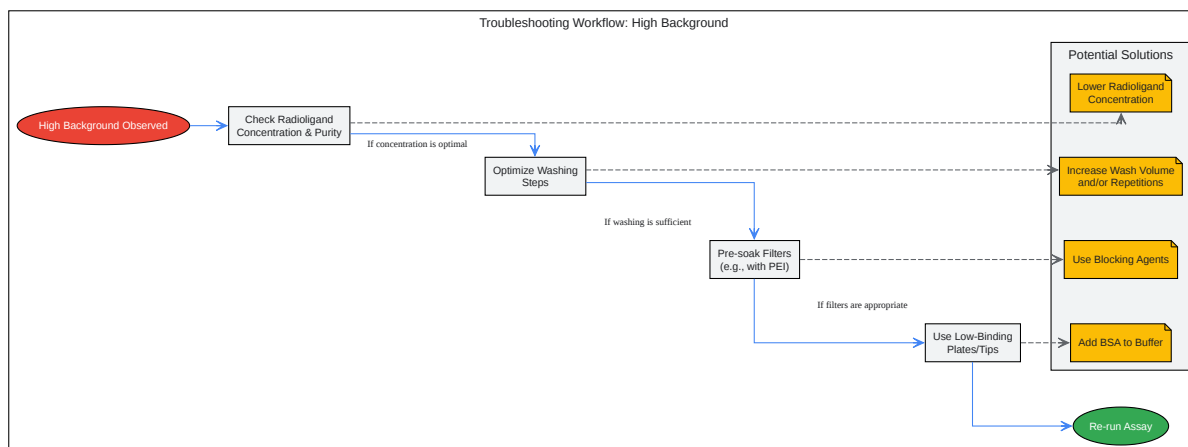 Troubleshooting Workflow: High Background
Potential Solutions
Lower Radioligand
Concentration
High Background Observed
Check Radioligand
Concentration & Purity
If concentration is optimal
Optimize Washing
Steps
Increase Wash Volume
and/or Repetitions
If washing is sufficient
Pre-soak Filters
(e.g., with PEI)
Use Blocking Agents
If filters are appropriate
Use Low-Binding
Plates/Tips
Add BSA to Buffer
Re-run Assay